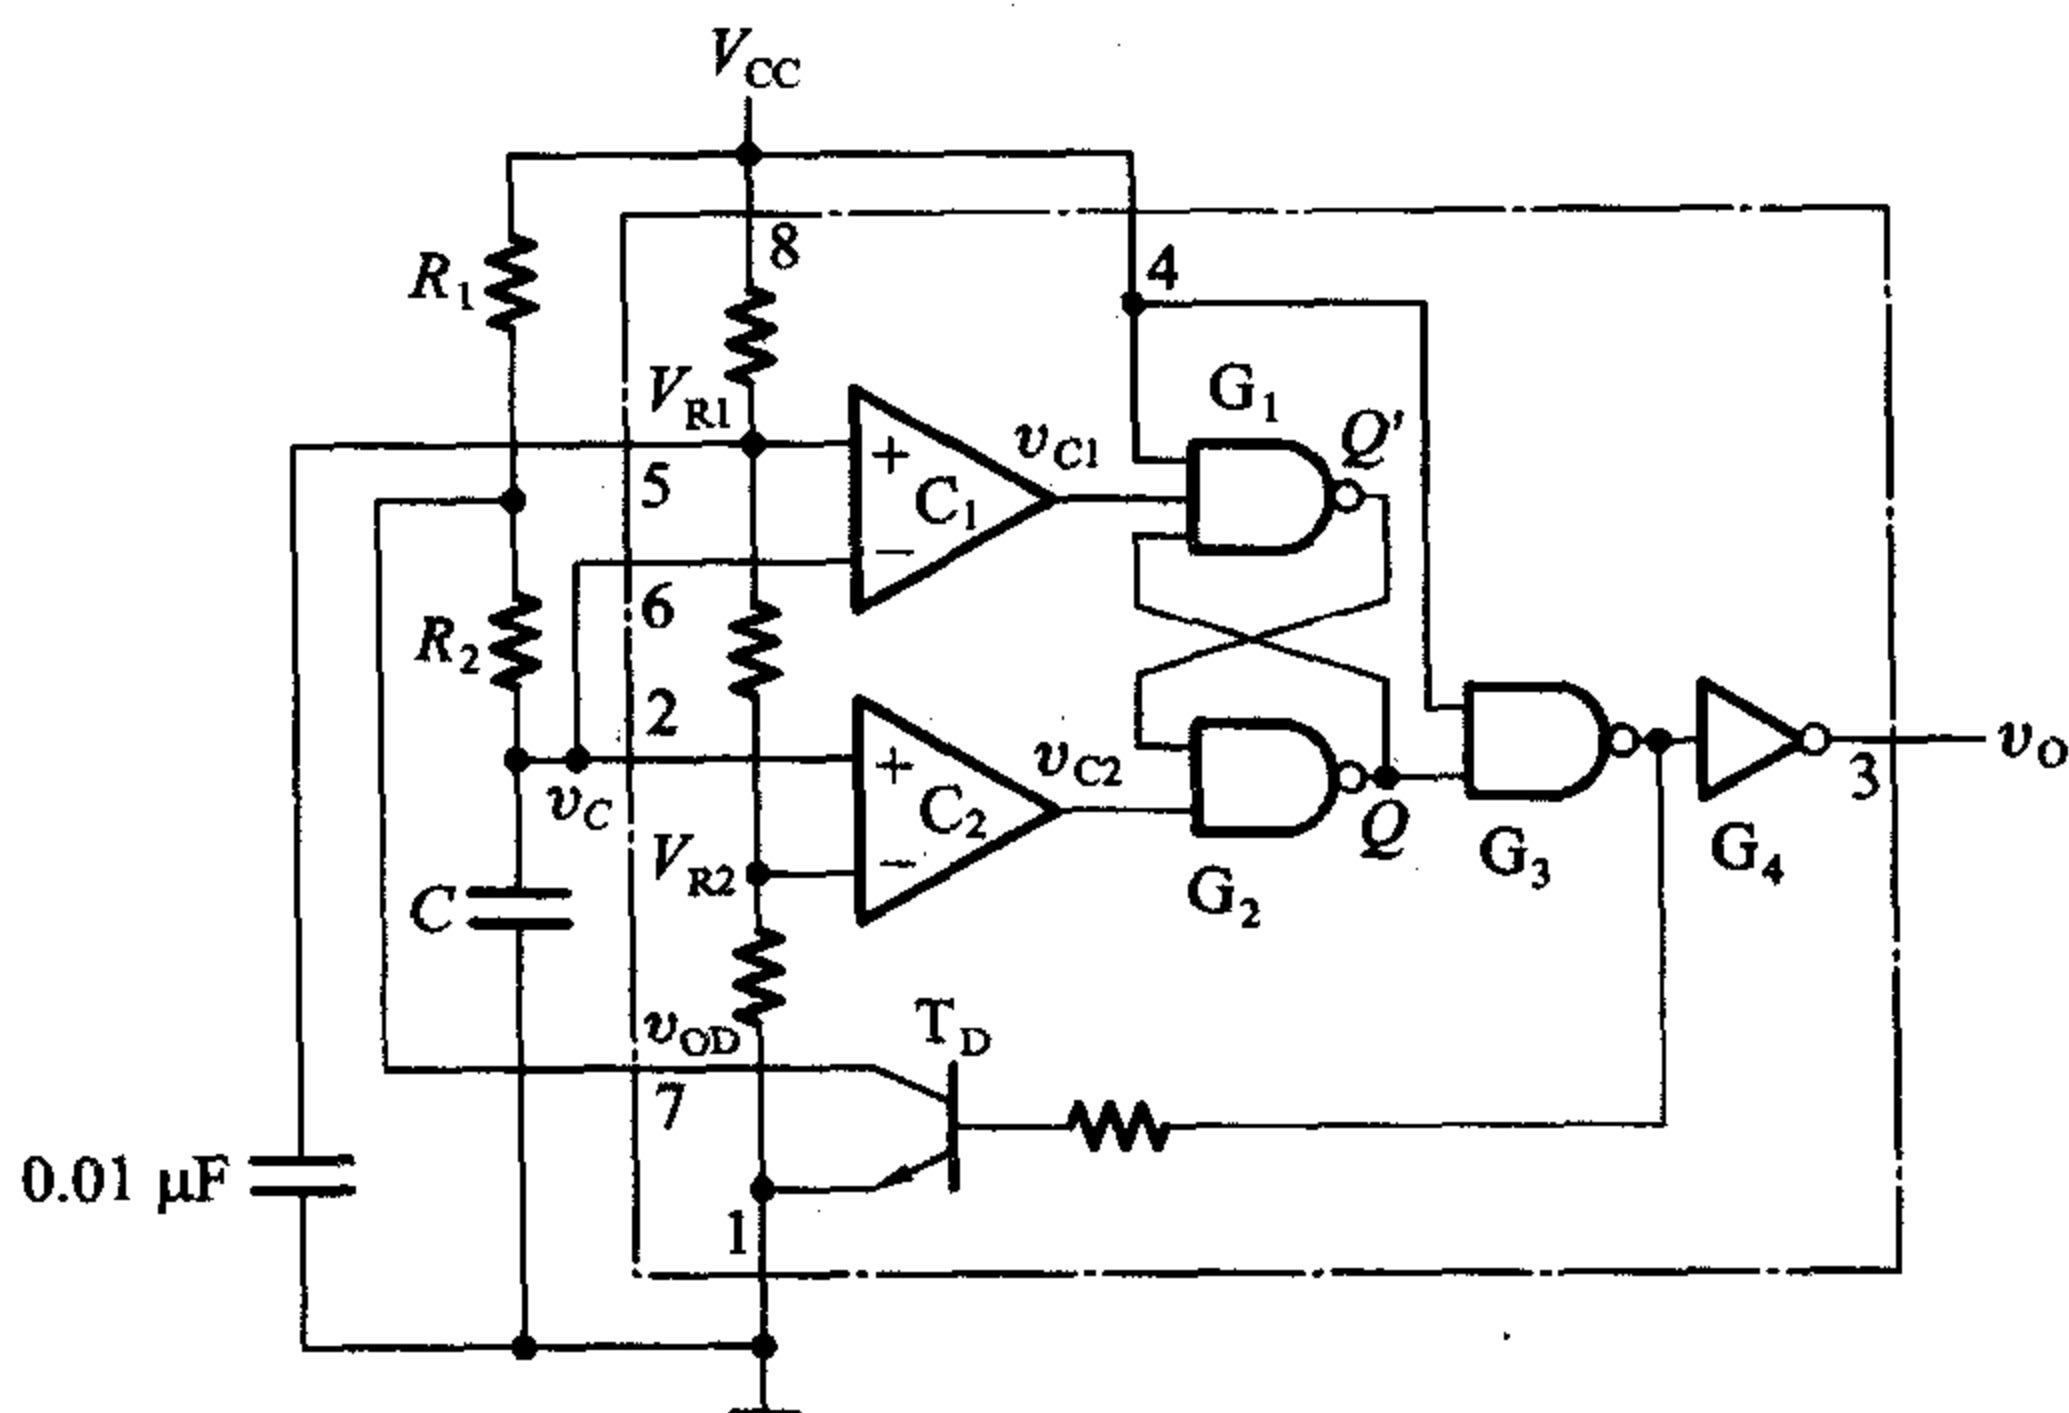 V_CC
8
4
R_1
G_1
V_R1
Q'
+
v_C1
5
C_1
−
6
R_2
2
+
v_C2
v_O
v_C
C_2
3
V_R2
−
Q
G_3
G_4
C
G_2
v_OD
T_D
7
0.01 μF
1